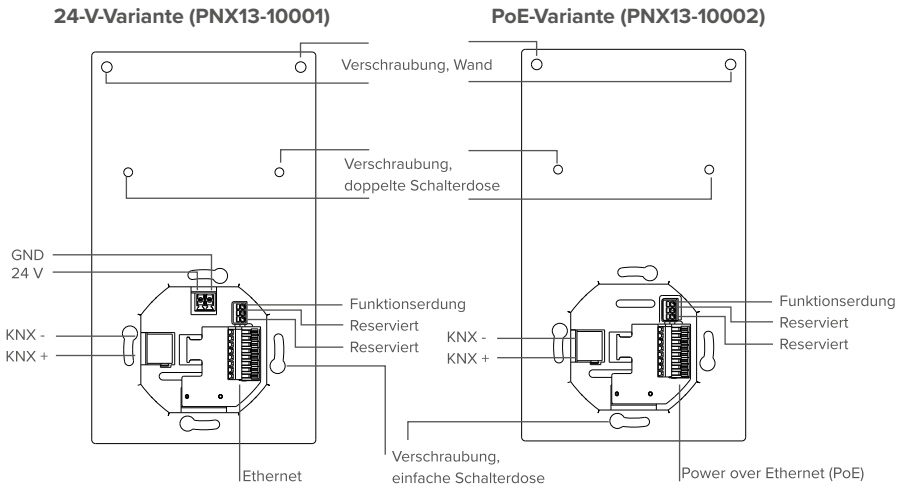 24-V-Variante (PNX13-10001)
PoE-Variante (PNX13-10002)
Verschraubung, Wand
Verschraubung,
doppelte Schalterdose
GND
24 V
KNX -
KNX +
Funktionserdung
Reserviert
Reserviert
KNX -
KNX +
Funktionserdung
Reserviert
Reserviert
Verschraubung,
einfache Schalterdose
Ethernet
Power over Ethernet (PoE)